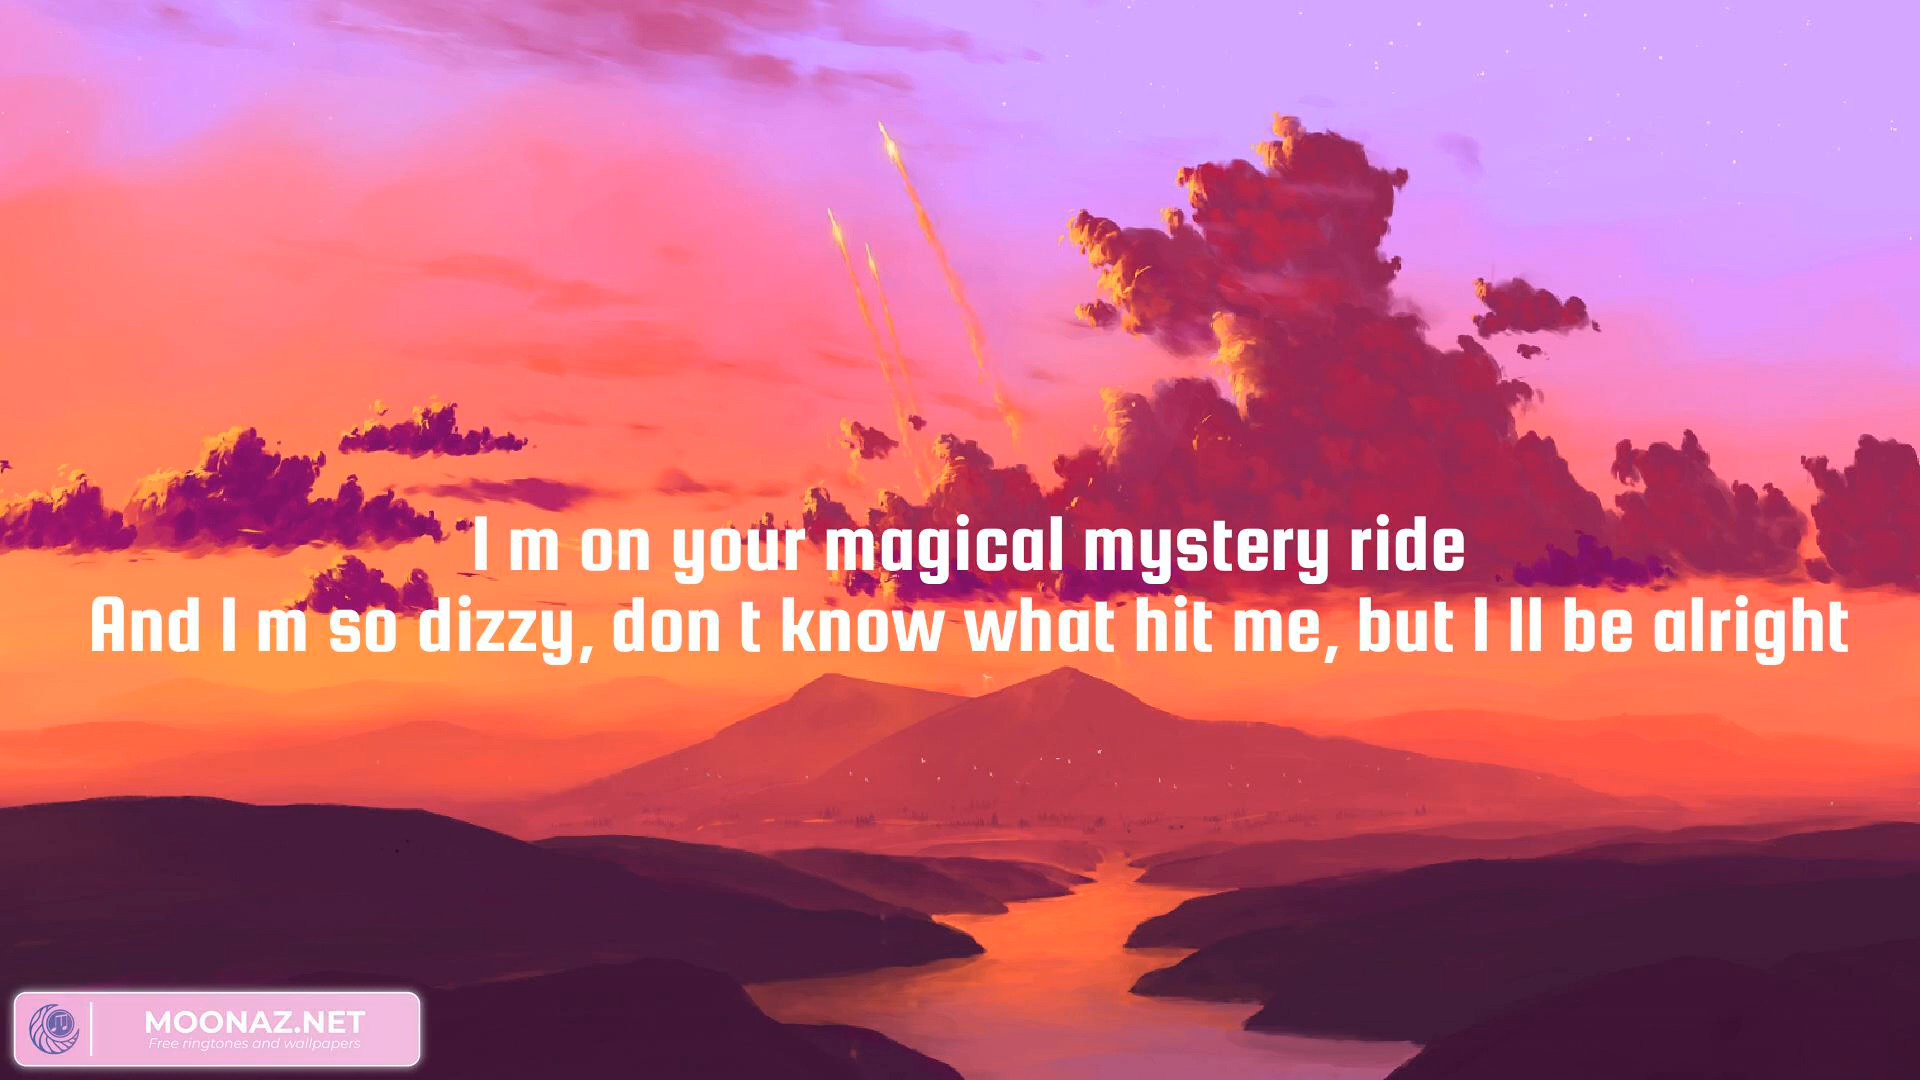 I m on your magical mystery ride
And I m so dizzy, don t know what hit me, but I ll be alright
MOONAZ.NET
Free ringtones and wallpapers